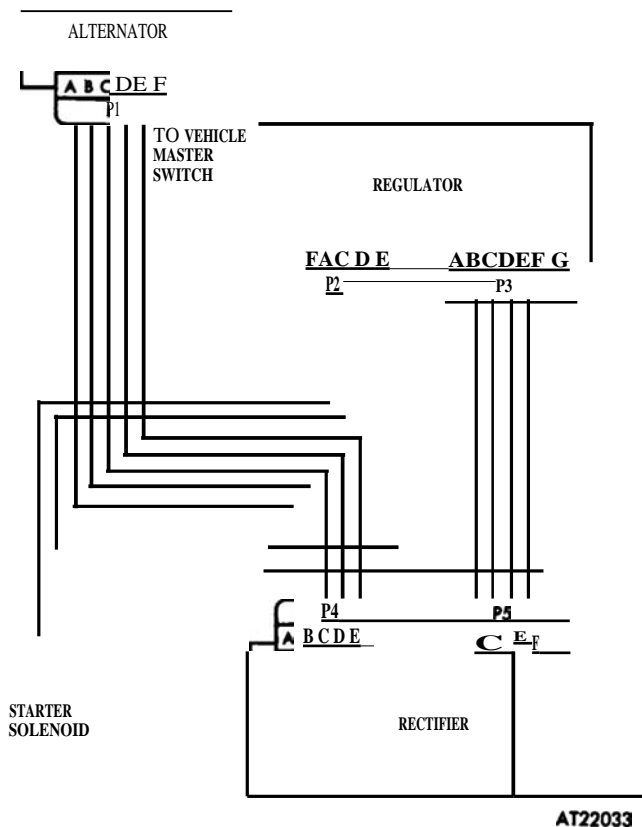 ALTERNATOR
A B C DE F
P1
TO VEHICLE
MASTER
SWITCH
REGULATOR
FAC D E ABCDEF G
P2 P3
P4 P5
A B C D E C E F
STARTER
SOLENOID
RECTIFIER
AT22033